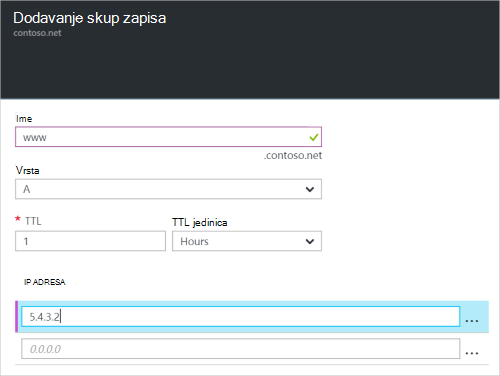 Dodavanje skup zapisa
contoso.net
Ime
www
.contoso.net
Vrsta
A
* TTL
TTL jedinica
1
Hours
IP ADRESA
5.4.3.2
...
0.0.0.0
...